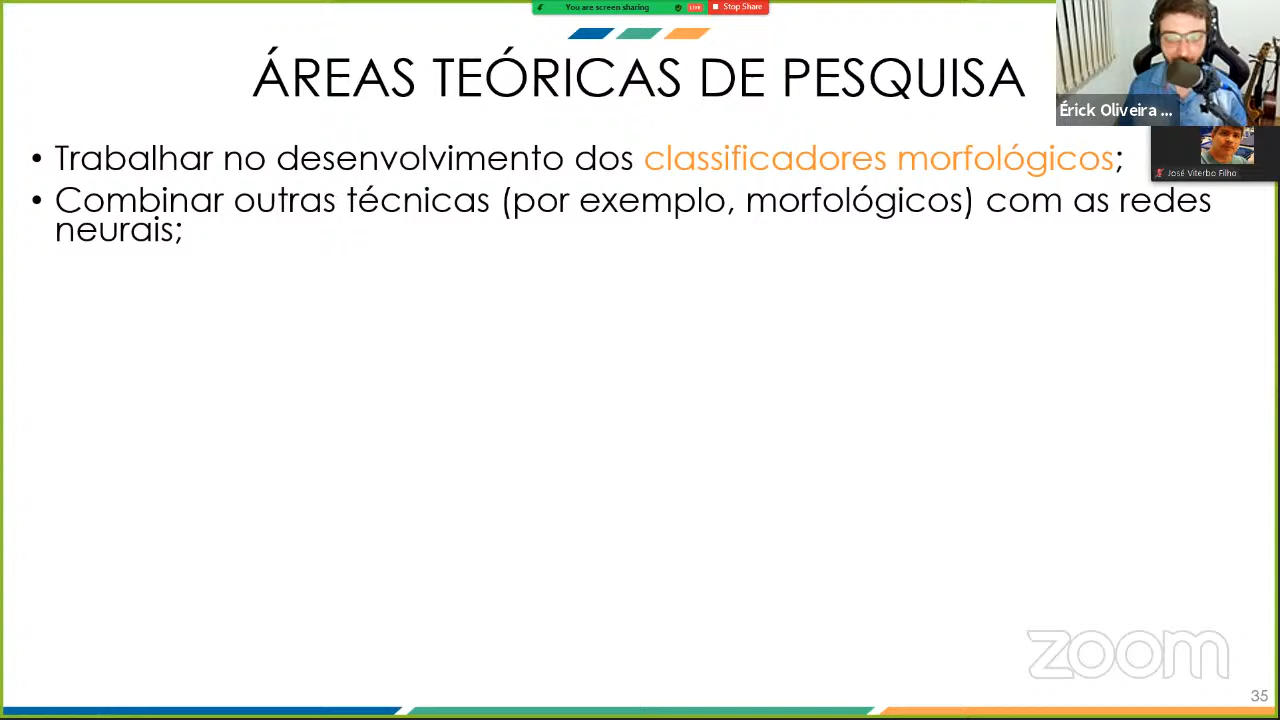 You are screen sharing LIVE Stop Share
ÁREAS TEÓRICAS DE PESQUISA
Érick Oliveira ...
José Viterbo Filho
• Trabalhar no desenvolvimento dos classificadores morfológicos;
• Combinar outras técnicas (por exemplo, morfológicos) com as redes
neurais;
zoom
35